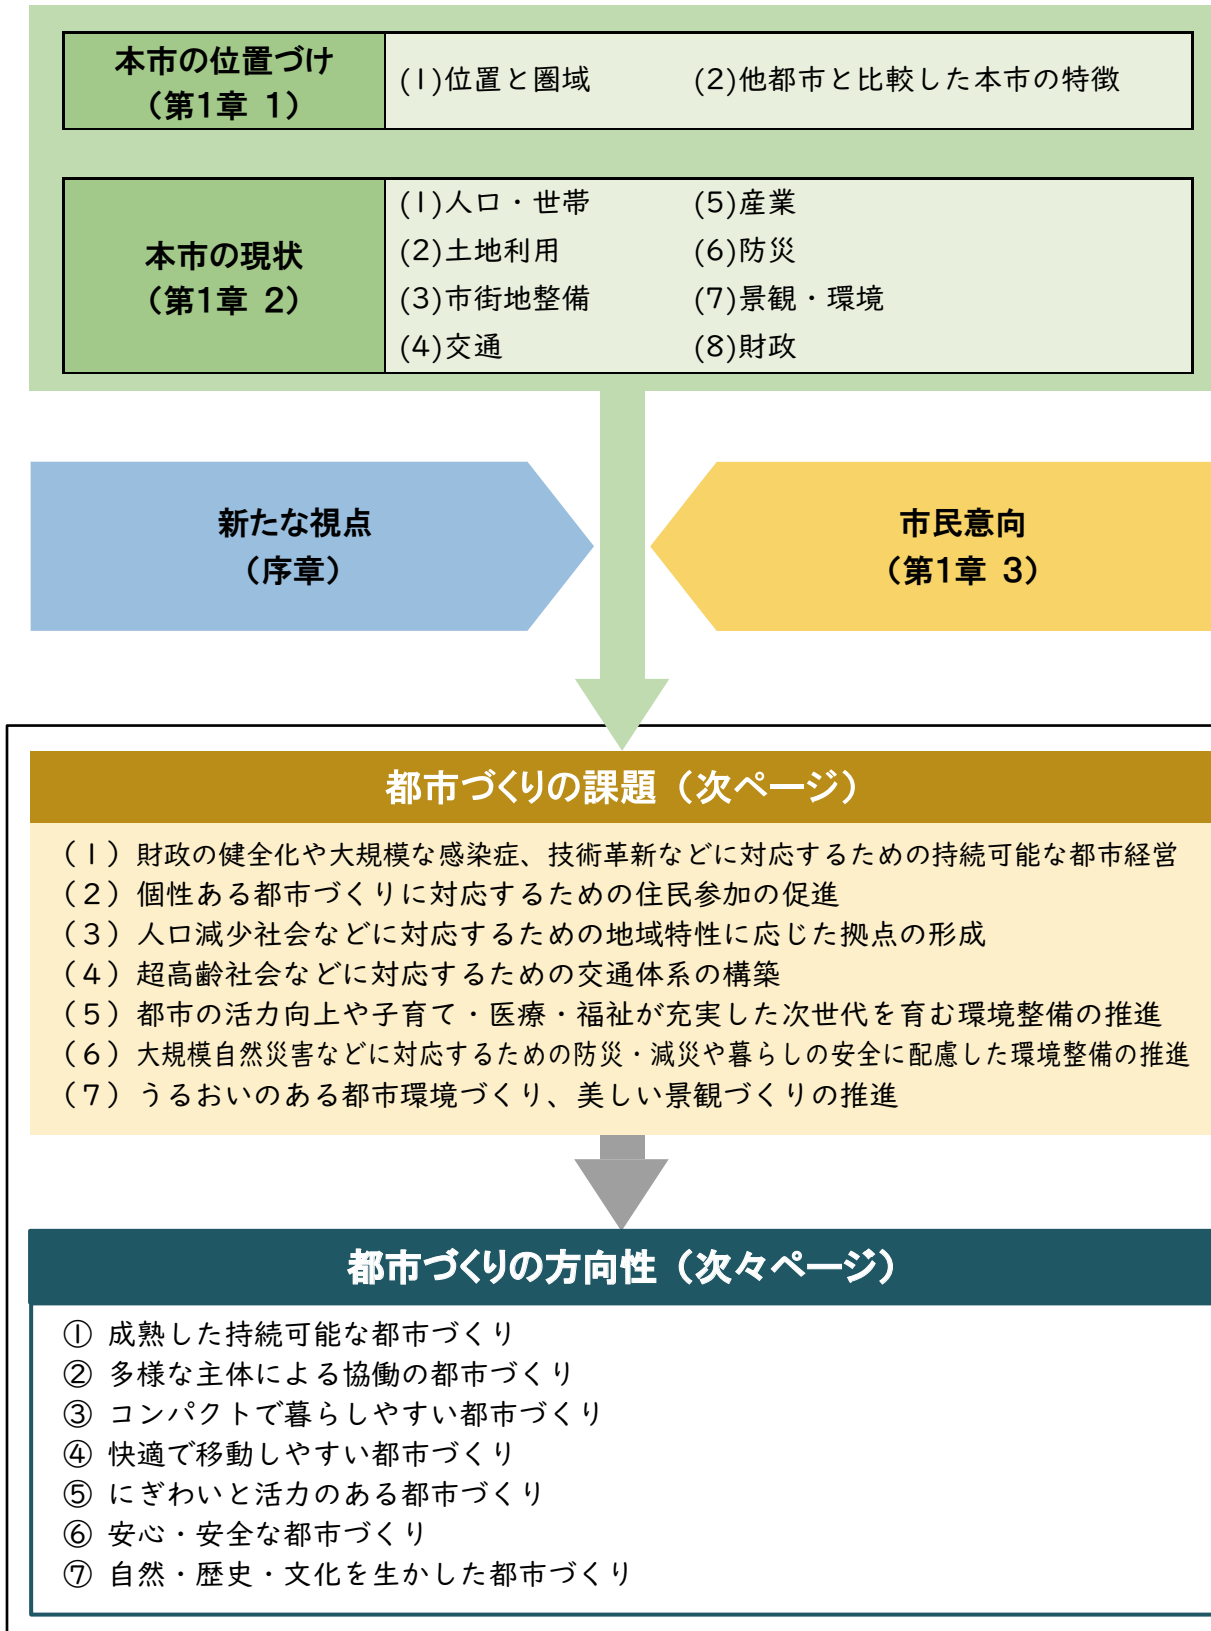 本市の位置づけ
（第1章 1）
(1)位置と圏域 (2)他都市と比較した本市の特徴
本市の現状
（第1章 2）
(1)人口・世帯 (5)産業
(2)土地利用 (6)防災
(3)市街地整備 (7)景観・環境
(4)交通 (8)財政
新たな視点
（序章）
市民意向
（第1章 3）
都市づくりの課題（次ページ）
（1）財政の健全化や大規模な感染症、技術革新などに対応するための持続可能な都市経営
（2）個性ある都市づくりに対応するための住民参加の促進
（3）人口減少社会などに対応するための地域特性に応じた拠点の形成
（4）超高齢社会などに対応するための交通体系の構築
（5）都市の活力向上や子育て・医療・福祉が充実した次世代を育む環境整備の推進
（6）大規模自然災害などに対応するための防災・減災や暮らしの安全に配慮した環境整備の推進
（7）うるおいのある都市環境づくり、美しい景観づくりの推進
都市づくりの方向性（次々ページ）
① 成熟した持続可能な都市づくり
② 多様な主体による協働の都市づくり
③ コンパクトで暮らしやすい都市づくり
④ 快適で移動しやすい都市づくり
⑤ にぎわいと活力のある都市づくり
⑥ 安心・安全な都市づくり
⑦ 自然・歴史・文化を生かした都市づくり